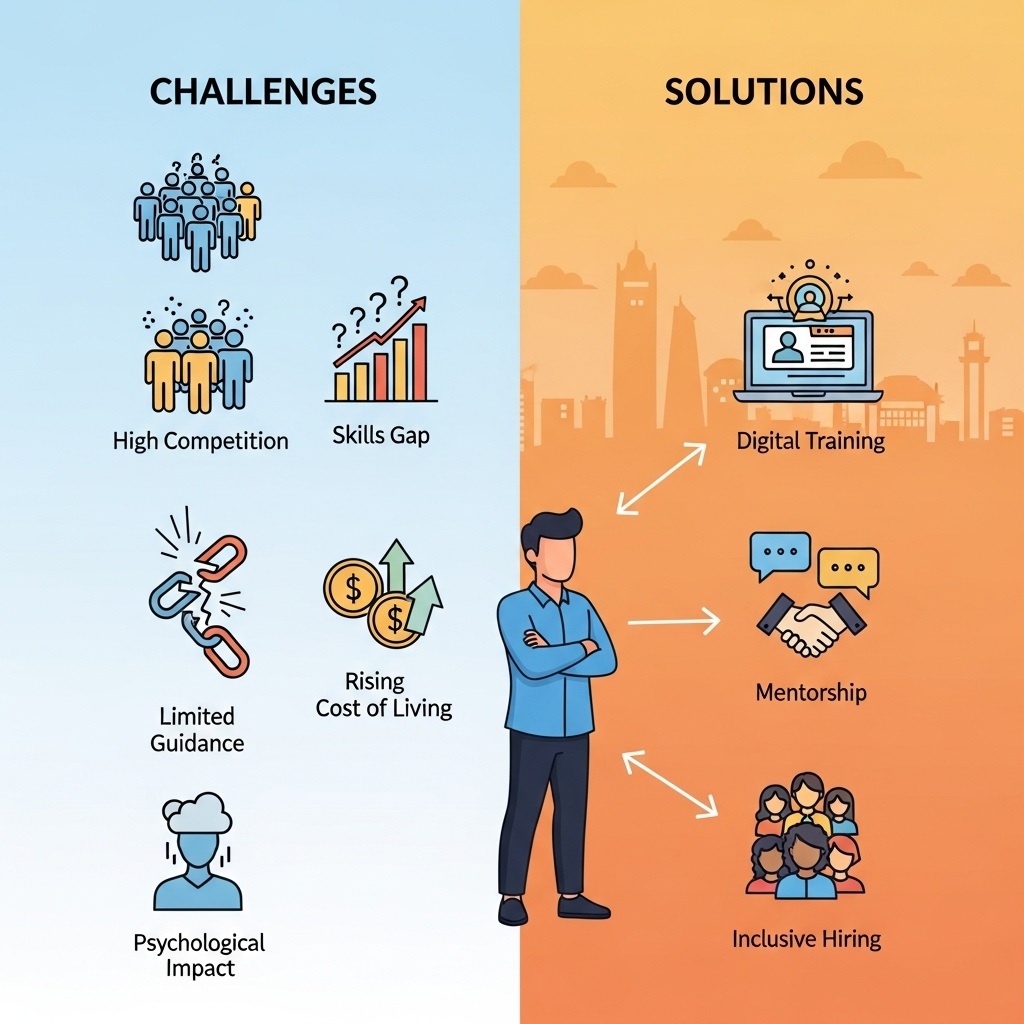 CHALLENGES
High Competition
Skills Gap
Limited
Guidance
Rising
Cost of Living
Psychological
Impact
SOLUTIONS
Digital Training
Mentorship
Inclusive Hiring